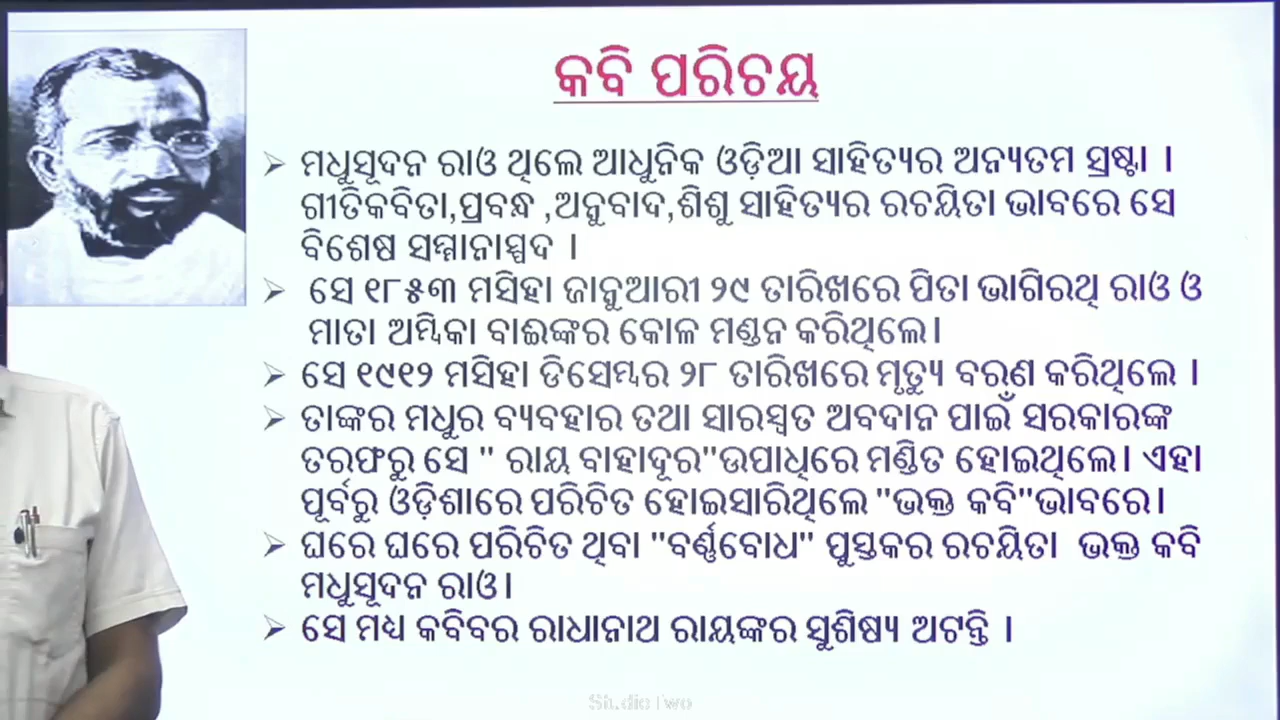 କବି ପରିଚୟ
➢ ମଧୁସୂଦନ ରାଓ ଥିଲେ ଆଧୁନିକ ଓଡ଼ିଆ ସାହିତ୍ୟର ଅନ୍ୟତମ ସ୍ରଷ୍ଟା ।
ଗୀତିକବିତା,ପ୍ରବନ୍ଧ ,ଅନୁବାଦ,ଶିଶୁ ସାହିତ୍ୟର ରଚୟିତା ଭାବରେ ସେ
ବିଶେଷ ସମ୍ମାନାସ୍ପଦ ।
➢ ସେ ୧୮୫୩ ମସିହା ଜାନୁଆରୀ ୨୯ ତାରିଖରେ ପିତା ଭାଗିରଥି ରାଓ ଓ
ମାତା ଅମ୍ବିକା ବାଈଙ୍କର କୋଳ ମଣ୍ଡନ କରିଥିଲେ।
➢ ସେ ୧୯୧୨ ମସିହା ଡିସେମ୍ବର ୨୮ ତାରିଖରେ ମୃତ୍ୟୁ ବରଣ କରିଥିଲେ ।
➢ ତାଙ୍କର ମଧୁର ବ୍ୟବହାର ତଥା ସାରସ୍ୱତ ଅବଦାନ ପାଇଁ ସରକାରଙ୍କ
ତରଫରୁ ସେ " ରାୟ ବାହାଦୂର"ଉପାଧିରେ ମଣ୍ଡିତ ହୋଇଥିଲେ। ଏହା
ପୂର୍ବରୁ ଓଡ଼ିଶାରେ ପରିଚିତ ହୋଇସାରିଥିଲେ "ଭକ୍ତ କବି"ଭାବରେ।
➢ ଘରେ ଘରେ ପରିଚିତ ଥିବା "ବର୍ଣ୍ଣବୋଧ" ପୁସ୍ତକର ରଚୟିତା ଭକ୍ତ କବି
ମଧୁସୂଦନ ରାଓ।
➢ ସେ ମଧ୍ୟ କବିବର ରାଧାନାଥ ରାୟଙ୍କର ସୁଶିଷ୍ୟ ଅଟନ୍ତି ।
Studio Two